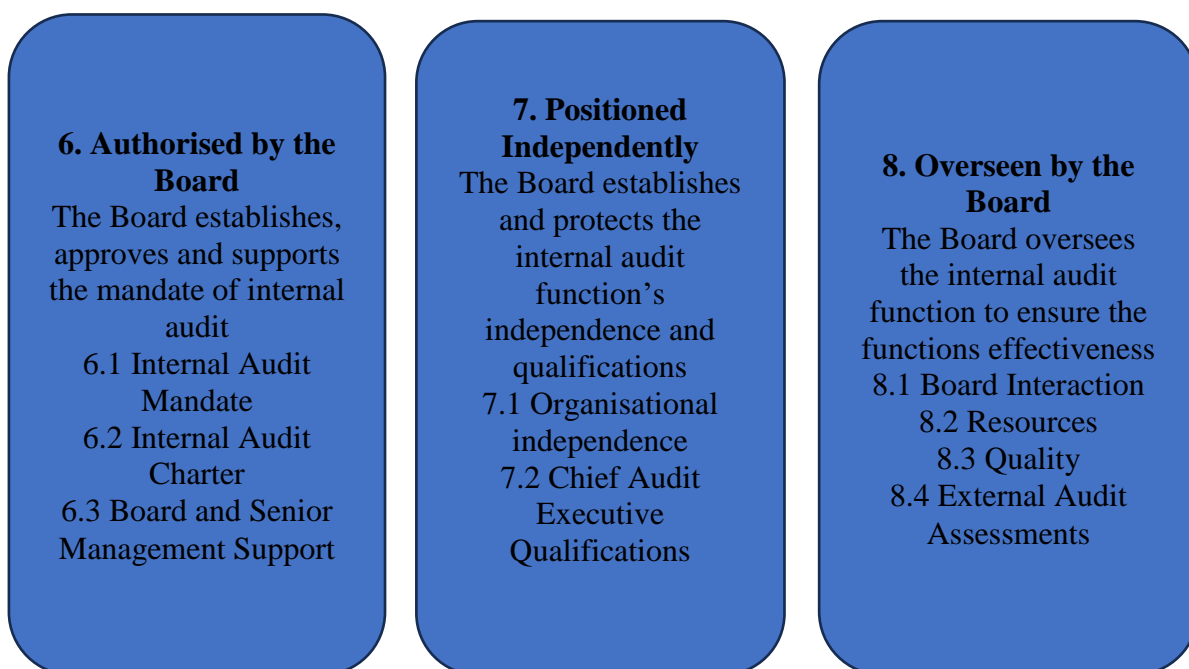 6. Authorised by the
Board
The Board establishes,
approves and supports
the mandate of internal
audit
6.1 Internal Audit
Mandate
6.2 Internal Audit
Charter
6.3 Board and Senior
Management Support
7. Positioned
Independently
The Board establishes
and protects the
internal audit
function’s
independence and
qualifications
7.1 Organisational
independence
7.2 Chief Audit
Executive
Qualifications
8. Overseen by the
Board
The Board oversees
the internal audit
function to ensure the
functions effectiveness
8.1 Board Interaction
8.2 Resources
8.3 Quality
8.4 External Audit
Assessments